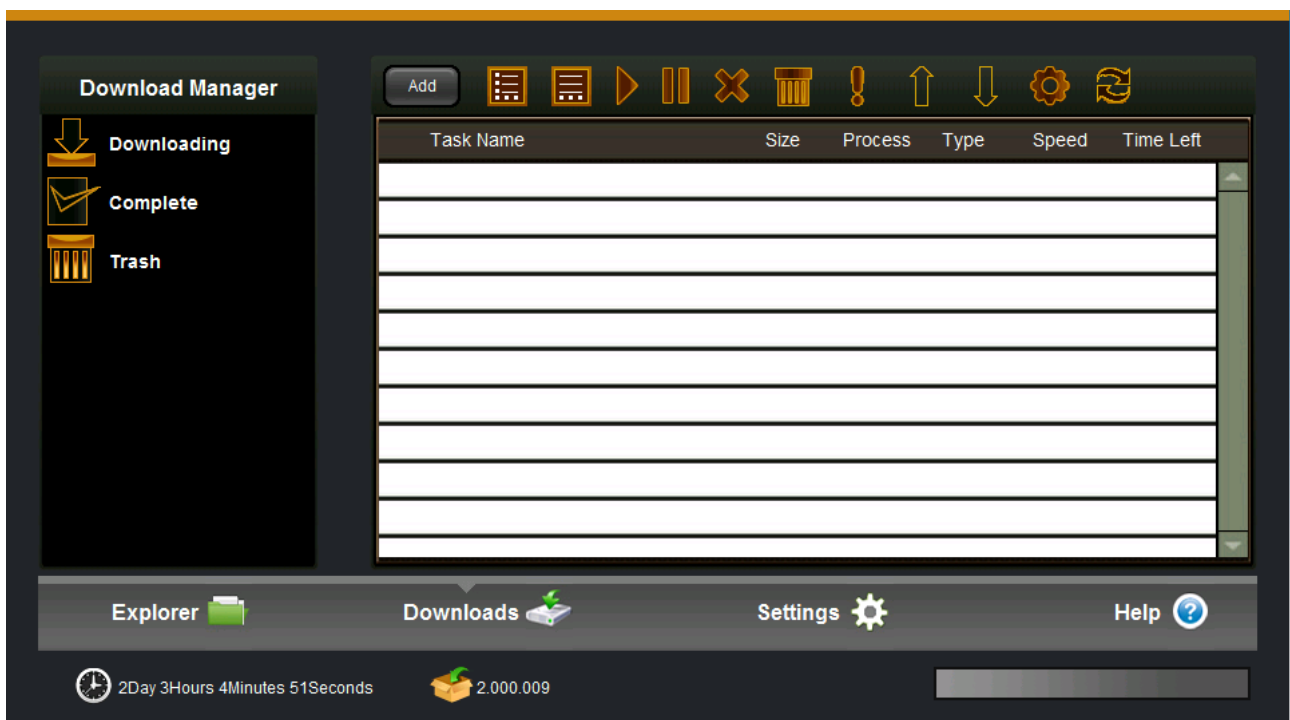 Download Manager
Downloading
Complete
Trash
Add
Task Name Size Process Type Speed Time Left
Explorer Downloads Settings Help
2Day 3Hours 4Minutes 51Seconds 2.000.009